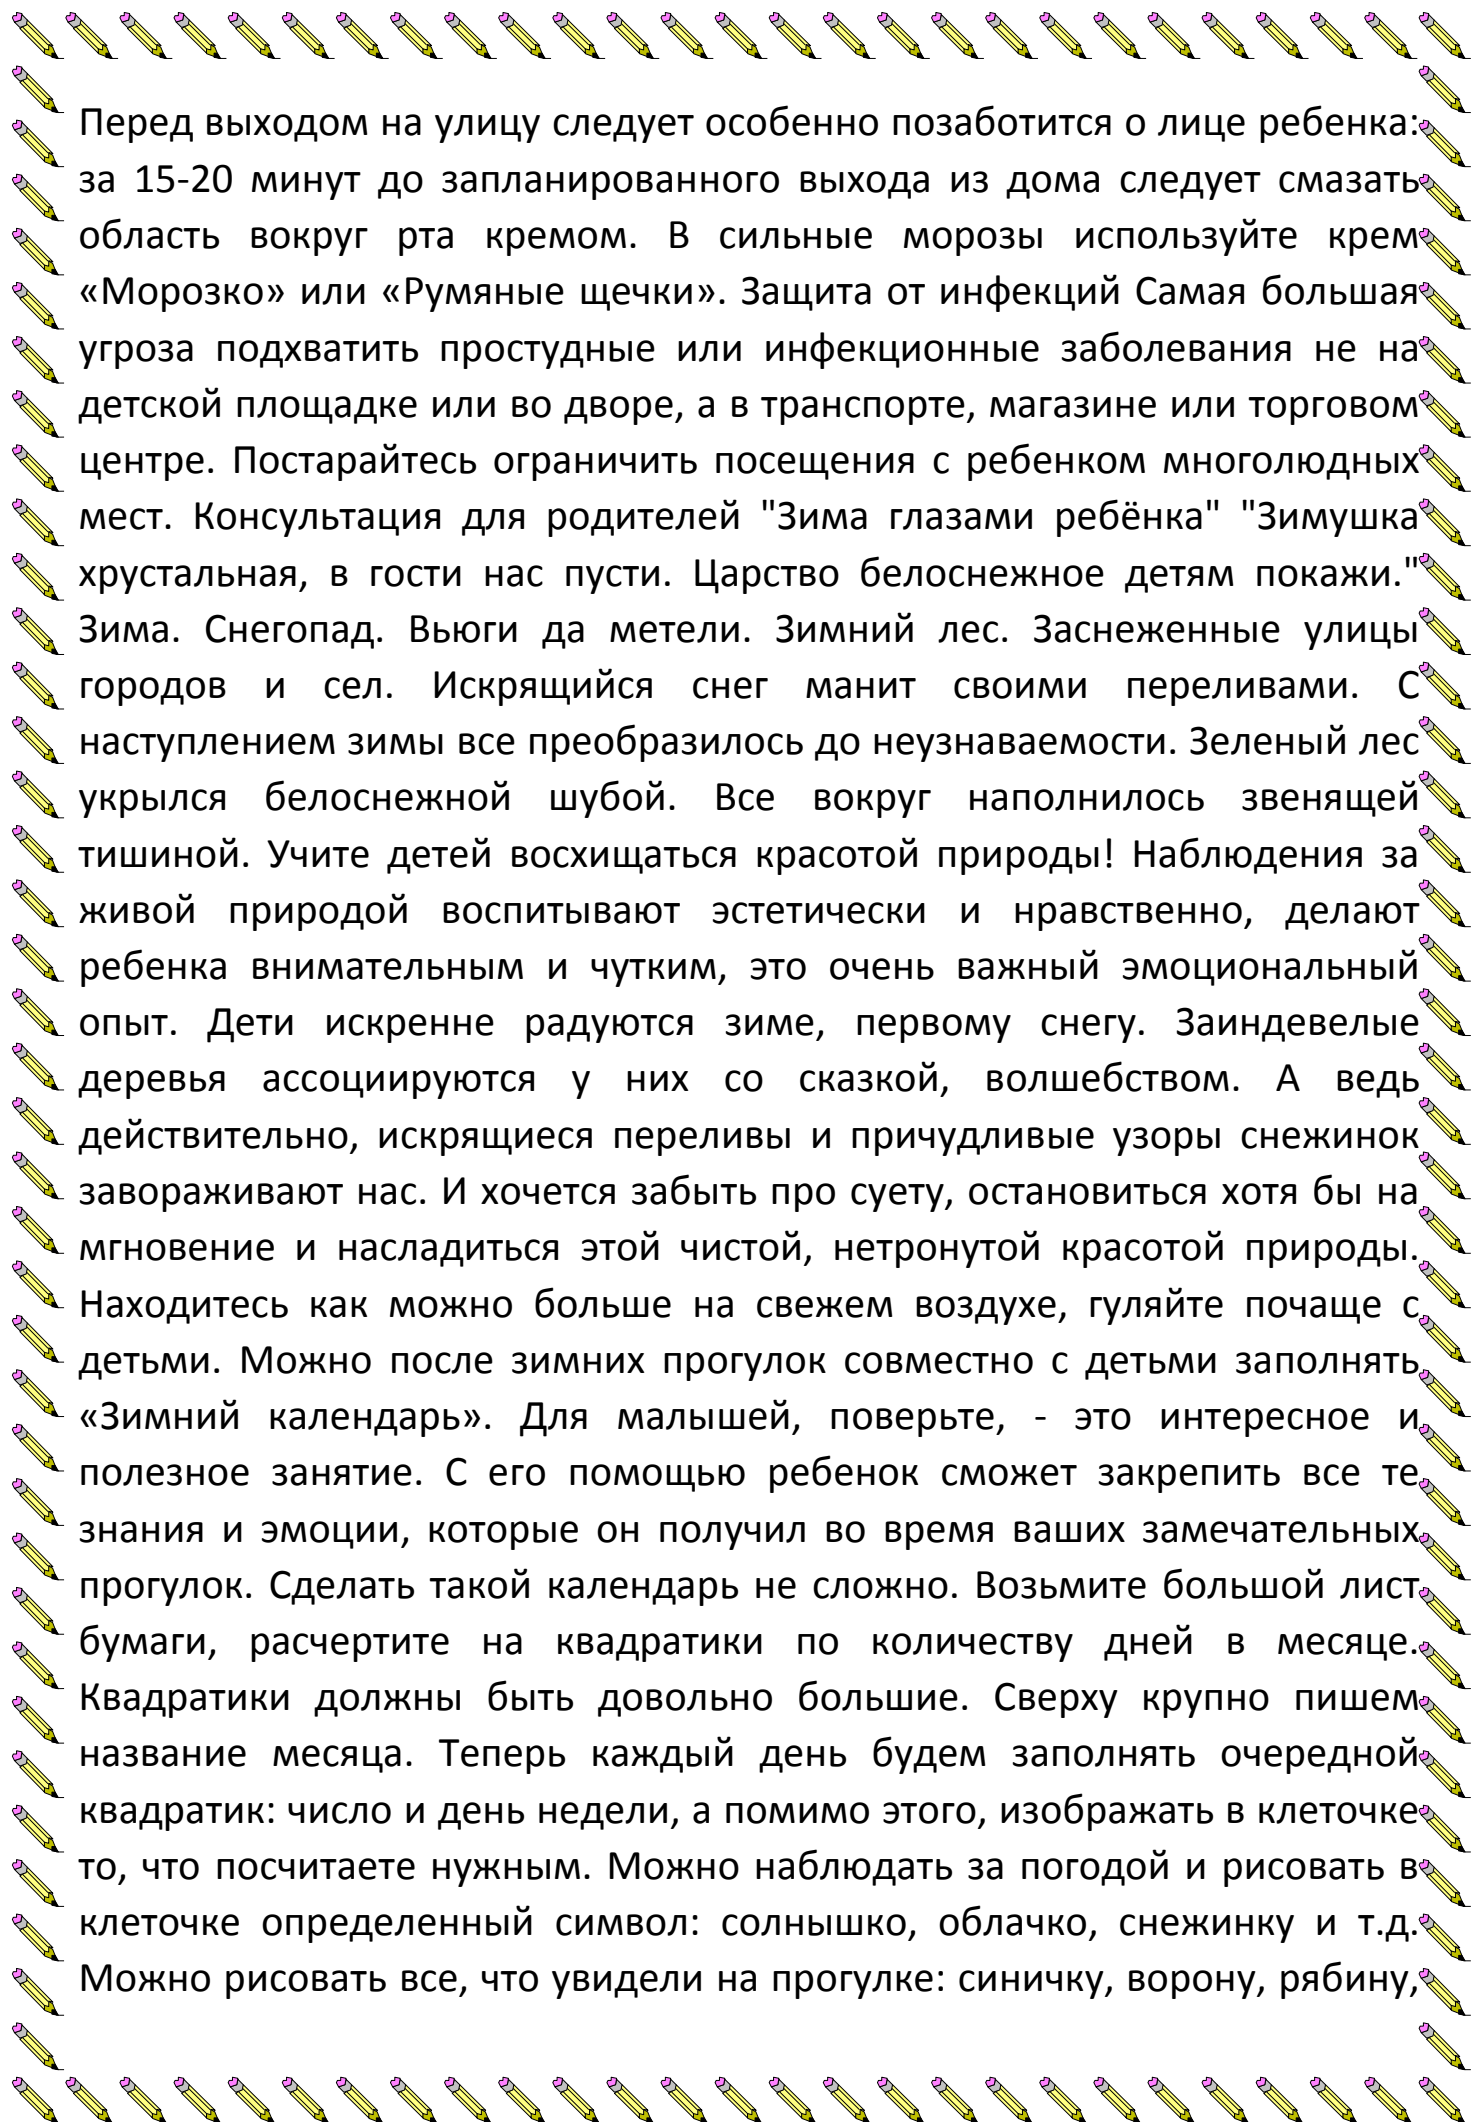 Перед выходом на улицу следует особенно позаботится о лице ребенка:
за 15-20 минут до запланированного выхода из дома следует смазать
область вокруг рта кремом. В сильные морозы используйте крем
«Морозко» или «Румяные щечки». Защита от инфекций Самая большая
угроза подхватить простудные или инфекционные заболевания не на
детской площадке или во дворе, а в транспорте, магазине или торговом
центре. Постарайтесь ограничить посещения с ребенком многолюдных
мест. Консультация для родителей "Зима глазами ребёнка" "Зимушка
хрустальная, в гости нас пусти. Царство белоснежное детям покажи."
Зима. Снегопад. Вьюги да метели. Зимний лес. Заснеженные улицы
городов и сел. Искрящийся снег манит своими переливами. С
наступлением зимы все преобразилось до неузнаваемости. Зеленый лес
укрылся белоснежной шубой. Все вокруг наполнилось звенящей
тишиной. Учите детей восхищаться красотой природы! Наблюдения за
живой природой воспитывают эстетически и нравственно, делают
ребенка внимательным и чутким, это очень важный эмоциональный
опыт. Дети искренне радуются зиме, первому снегу. Заиндевелые
деревья ассоциируются у них со сказкой, волшебством. А ведь
действительно, искрящиеся переливы и причудливые узоры снежинок
завораживают нас. И хочется забыть про суету, остановиться хотя бы на
мгновение и насладиться этой чистой, нетронутой красотой природы.
Находитесь как можно больше на свежем воздухе, гуляйте почаще с
детьми. Можно после зимних прогулок совместно с детьми заполнять
«Зимний календарь». Для малышей, поверьте, - это интересное и
полезное занятие. С его помощью ребенок сможет закрепить все те
знания и эмоции, которые он получил во время ваших замечательных
прогулок. Сделать такой календарь не сложно. Возьмите большой лист
бумаги, расчертите на квадратики по количеству дней в месяце.
Квадратики должны быть довольно большие. Сверху крупно пишем
название месяца. Теперь каждый день будем заполнять очередной
квадратик: число и день недели, а помимо этого, изображать в клеточке
то, что посчитаете нужным. Можно наблюдать за погодой и рисовать в
клеточке определенный символ: солнышко, облачко, снежинку и т.д.
Можно рисовать все, что увидели на прогулке: синичку, ворону, рябину,